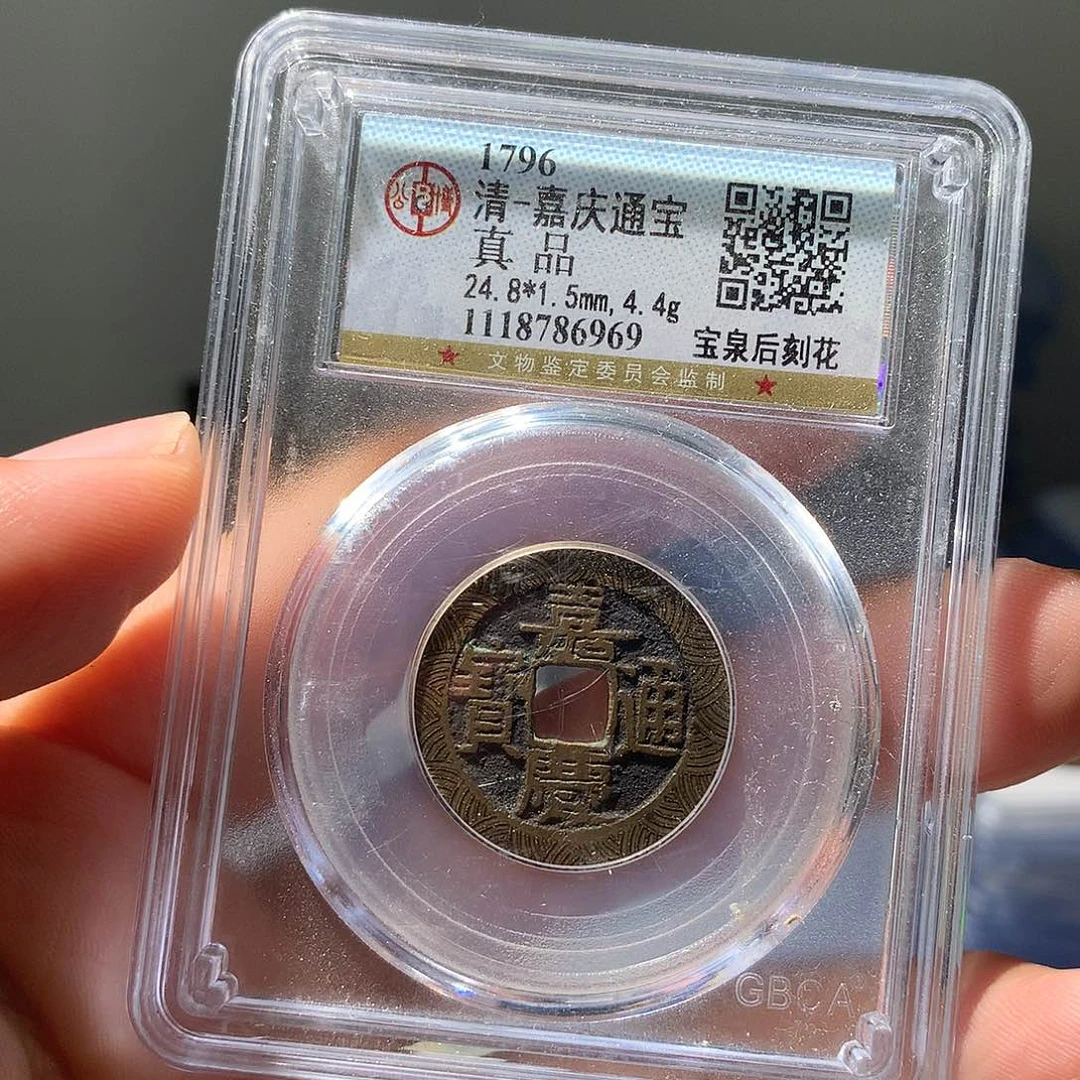 1796
清-嘉庆通宝
真品
24.8*1.5mm, 4.4g
1118786969
宝泉后刻花
★ 文物鉴定委员会监制 ★
嘉慶通寶
GBCA